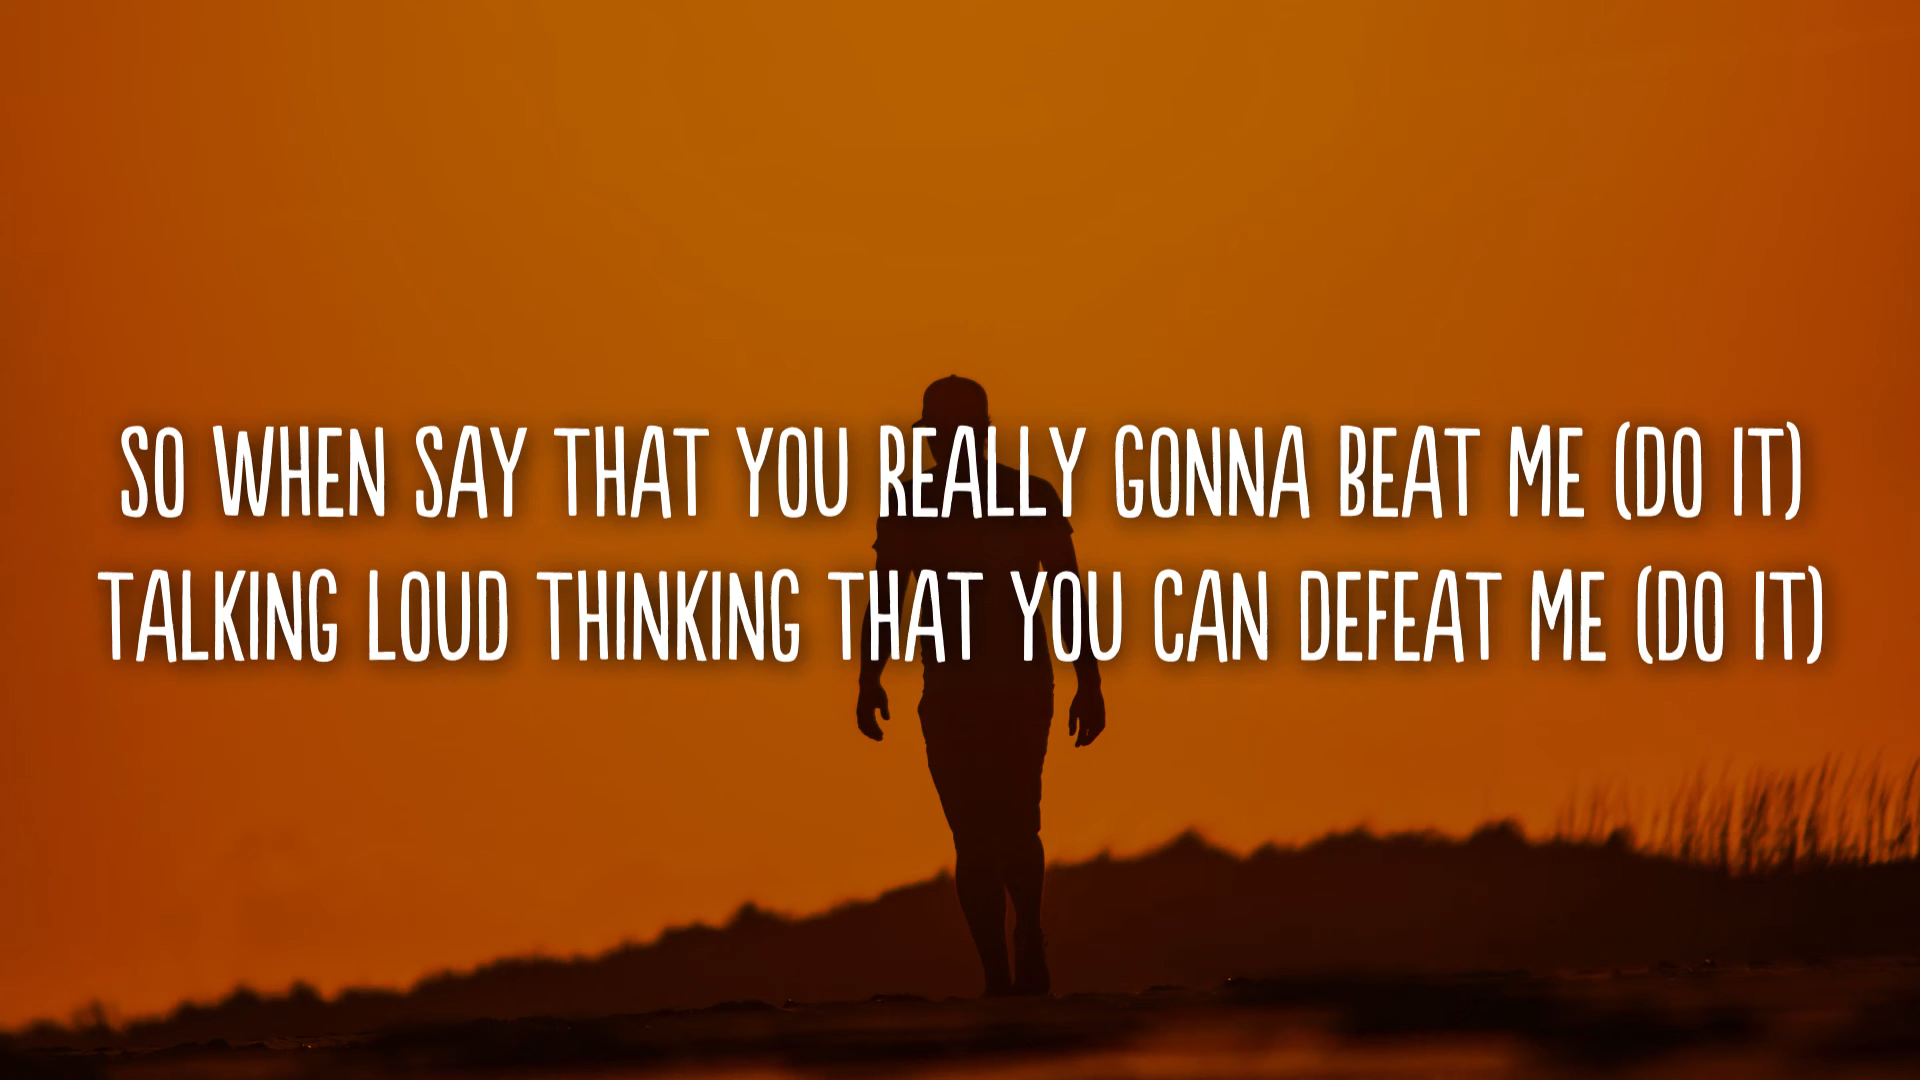 SO WHEN SAY THAT YOU REALLY GONNA BEAT ME (DO IT)
TALKING LOUD THINKING THAT YOU CAN DEFEAT ME (DO IT)